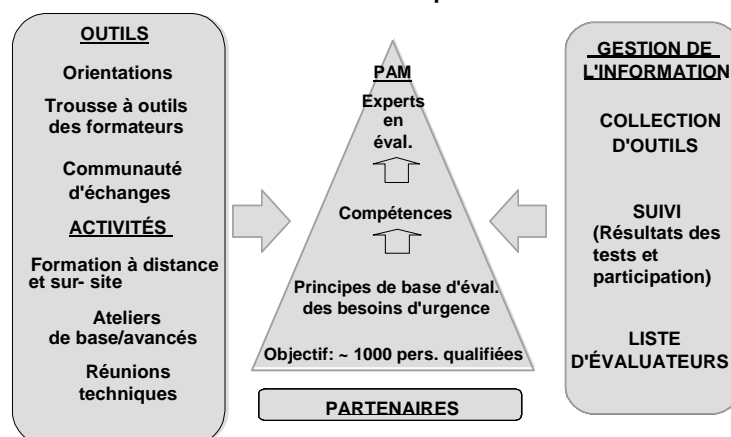 OUTILS
Orientations
Trousse à outils
des formateurs
Communauté
d'échanges
ACTIVITÉS
Formation à distance
et sur- site
Ateliers
de base/avancés
Réunions
techniques
PAM
Experts
en
éval.
Compétences
Principes de base d'éval.
des besoins d'urgence
Objectif: ~ 1000 pers. qualifiées
PARTENAIRES
GESTION DE
L'INFORMATION
COLLECTION
D'OUTILS
SUIVI
(Résultats des
tests et
participation)
LISTE
D'ÉVALUATEURS